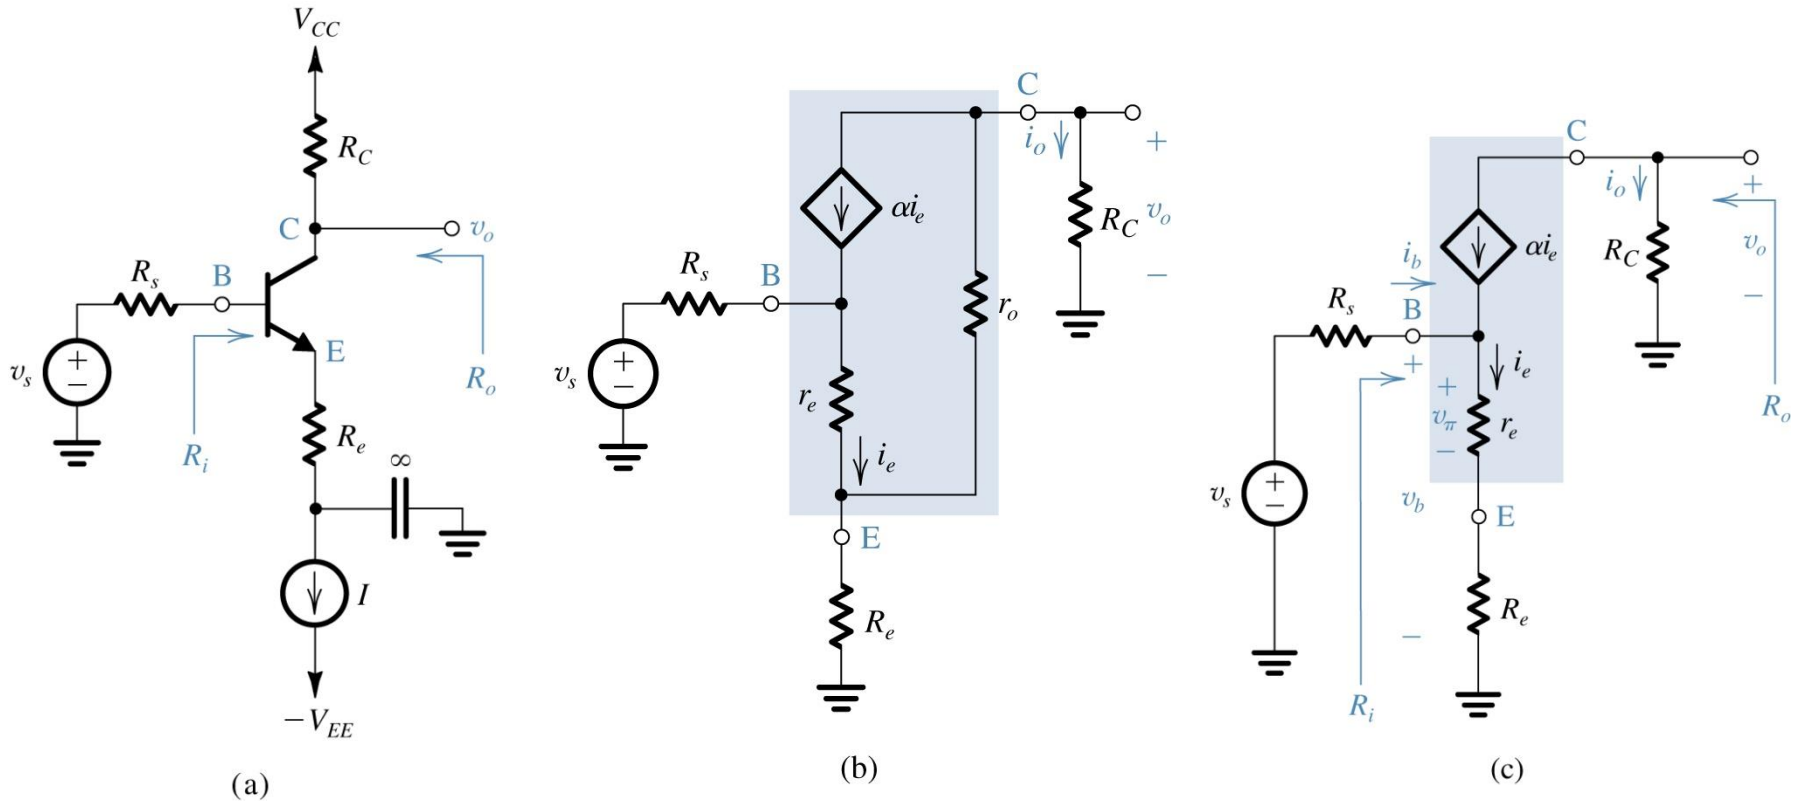 V_CC
R_C
C
v_o
R_s
B
E
v_s
+
−
R_i
R_o
R_e
∞
I
−V_EE
(a)
C
i_o
+
αi_e
R_C
v_o
−
R_s
B
r_o
v_s
+
−
r_e
i_e
E
R_e
(b)
C
i_o
+
αi_e
R_C
v_o
−
i_b
R_s
B
+
i_e
+
v_π
−
r_e
R_o
v_s
+
−
v_b
E
R_e
−
R_i
(c)